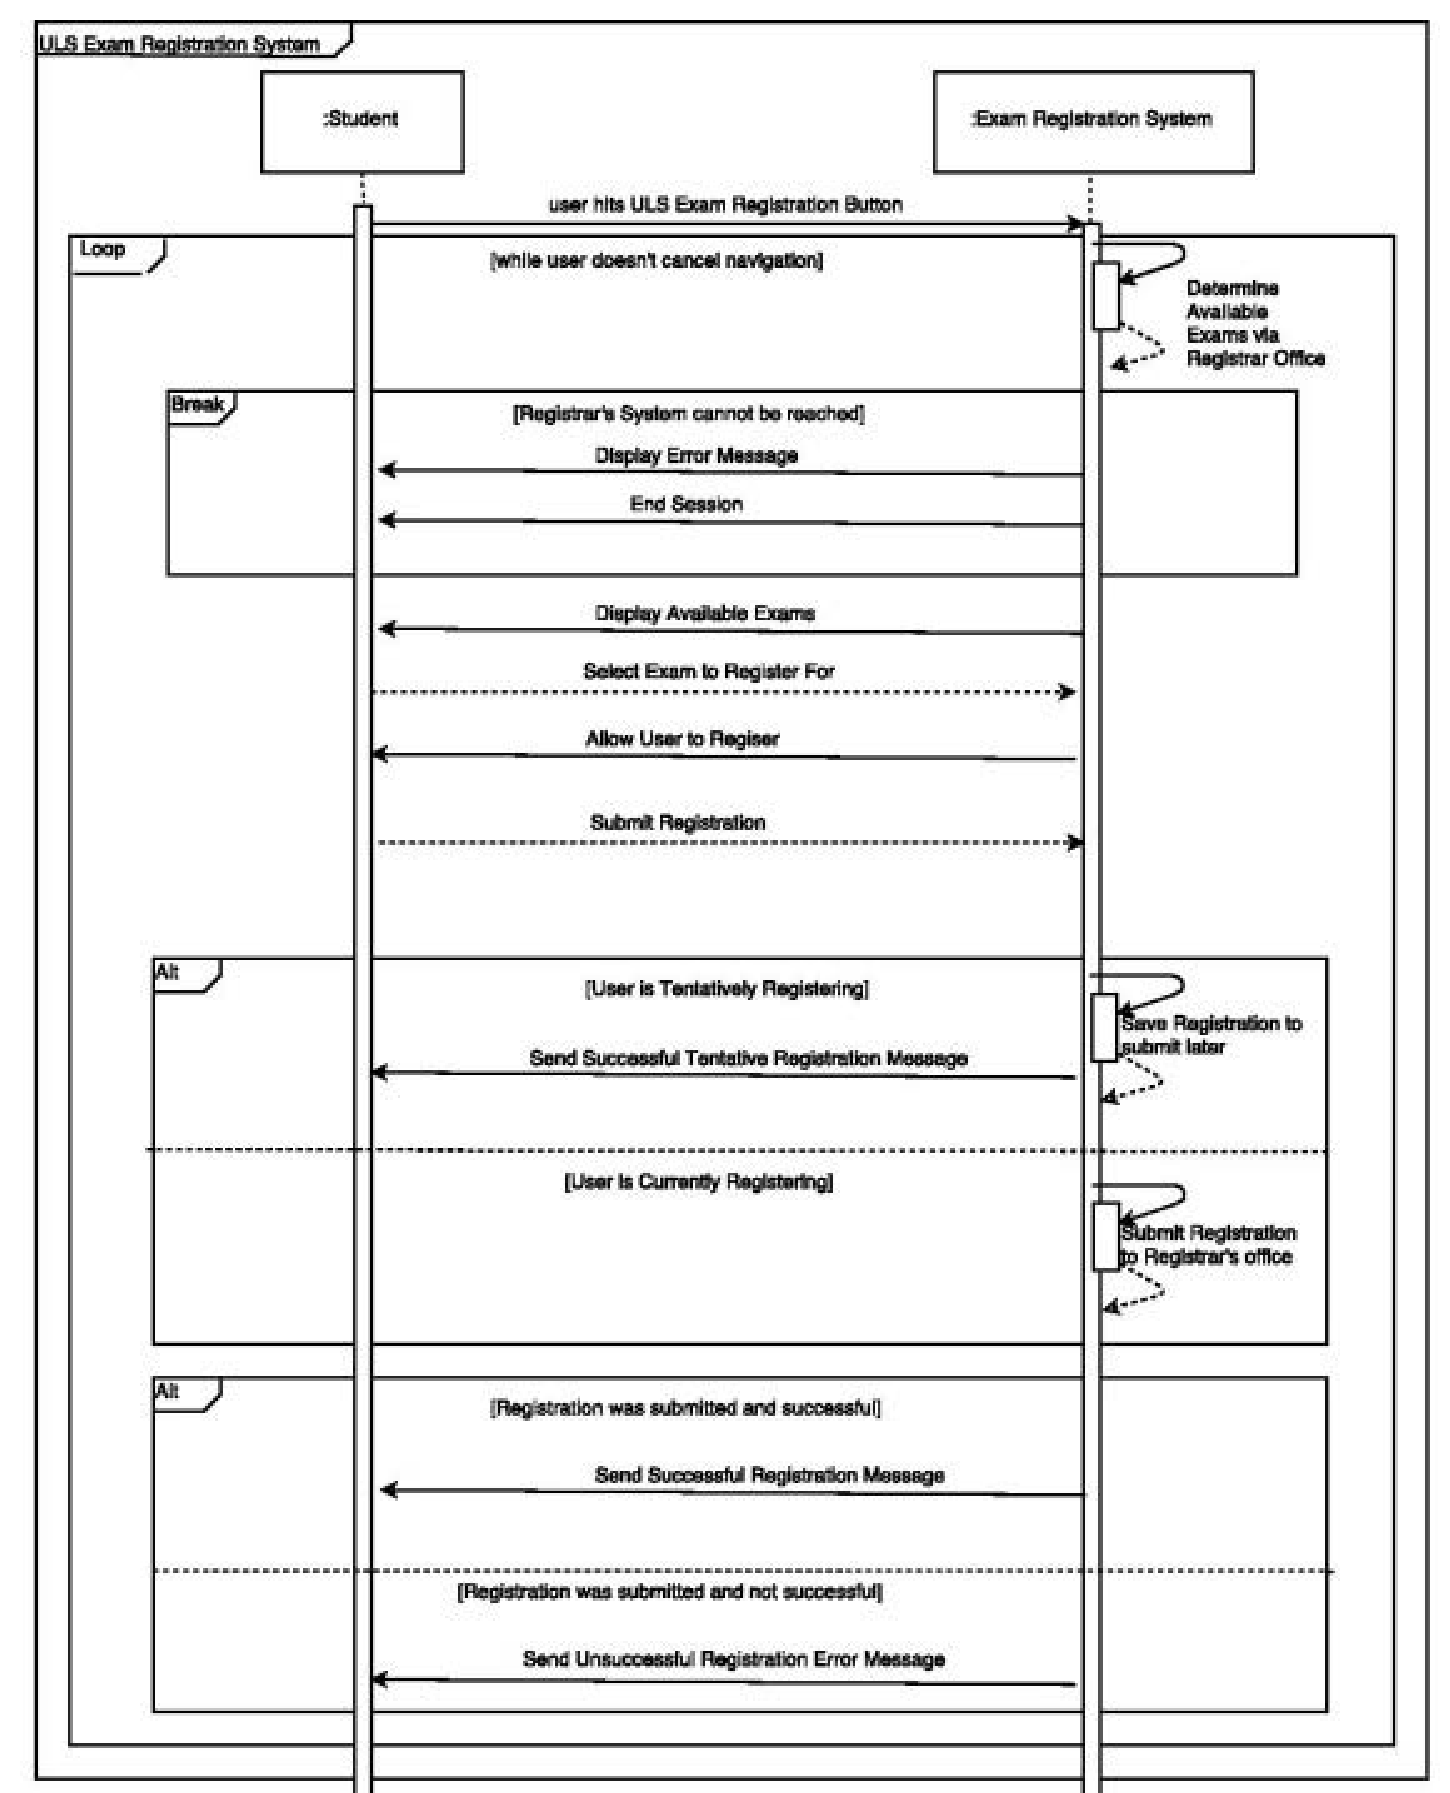 ULS Exam Registration System
:Student
:Exam Registration System
user hits ULS Exam Registration Button
Loop
[while user doesn't cancel navigation]
Determine
Available
Exams via
Registrar Office
Break
[Registrar's System cannot be reached]
Display Error Message
End Session
Display Available Exams
Select Exam to Register For
Allow User to Regiser
Submit Registration
Alt
[User is Tentatively Registering]
Save Registration to
submit later
Send Successful Tentative Registration Message
[User is Currently Registering]
Submit Registration
to Registrar's office
Alt
[Registration was submitted and successful]
Send Successful Registration Message
[Registration was submitted and not successful]
Send Unsuccessful Registration Error Message